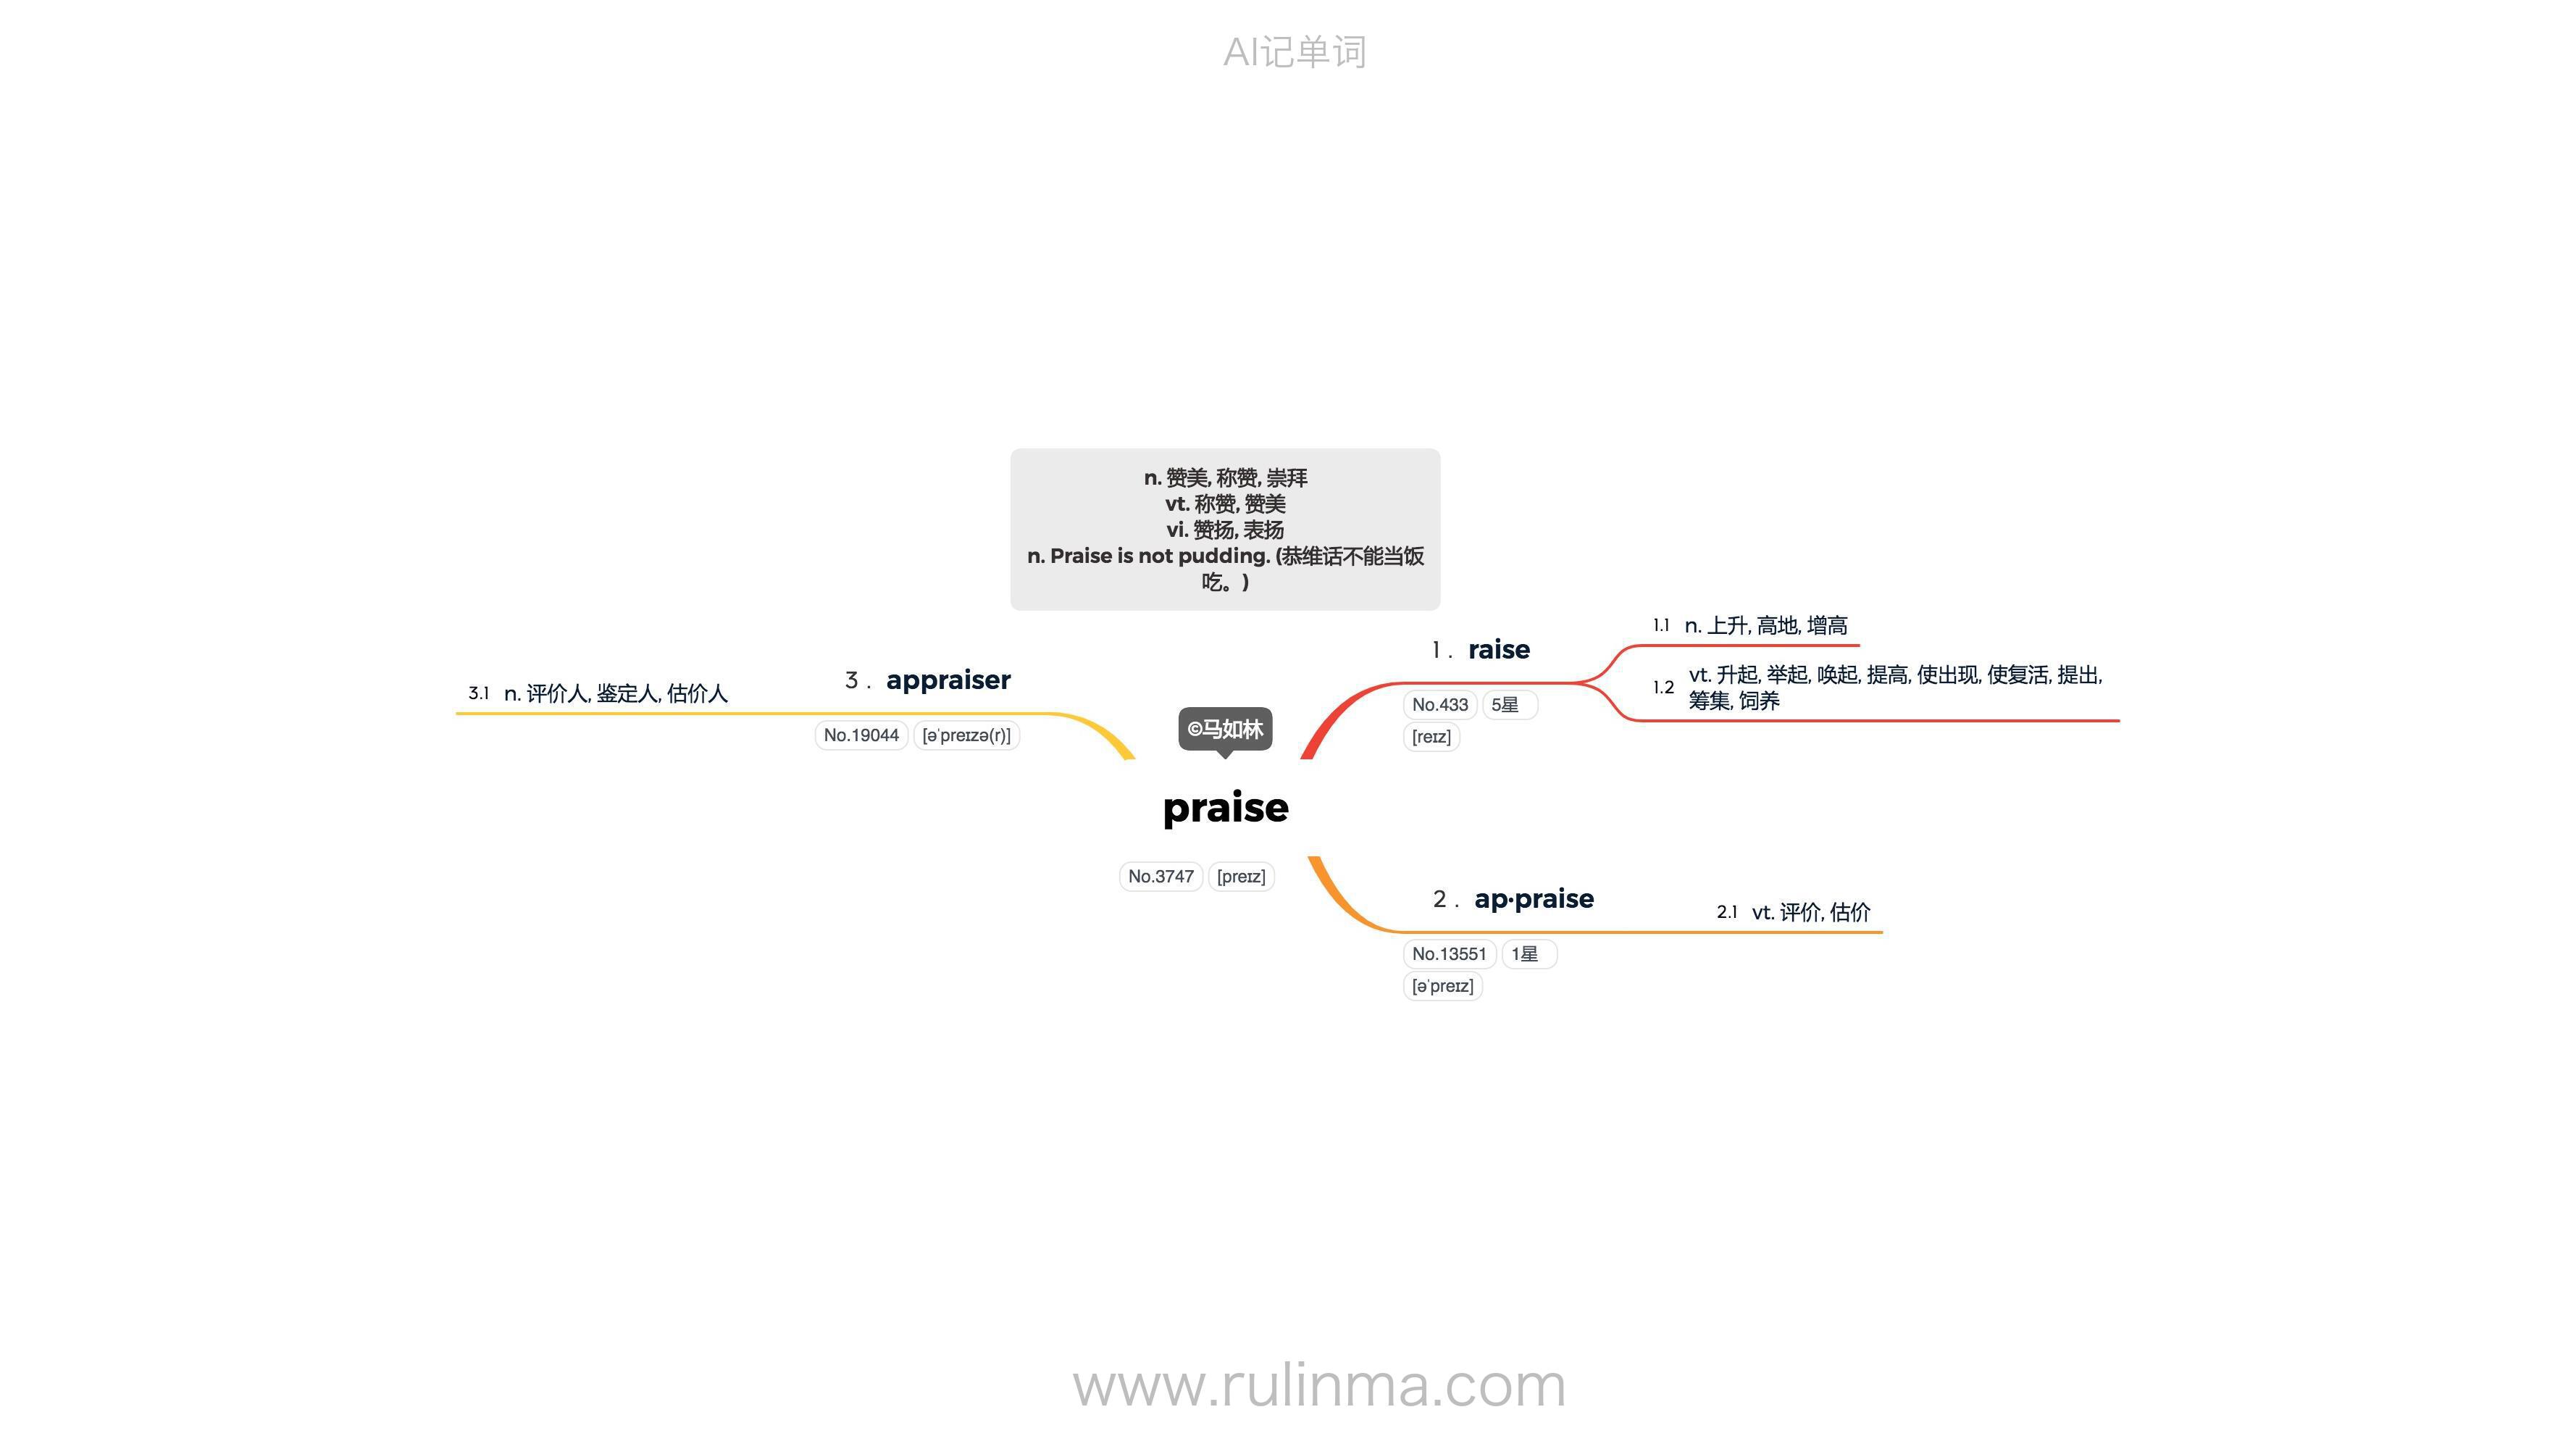 AI记单词
n. 赞美, 称赞, 崇拜
vt. 称赞, 赞美
vi. 赞扬, 表扬
n. Praise is not pudding. (恭维话不能当饭
吃。)
©马如林
praise
No.3747 [preɪz]
1. raise
No.433 5星
[reɪz]
1.1 n. 上升, 高地, 增高
1.2 vt. 升起, 举起, 唤起, 提高, 使出现, 使复活, 提出,
筹集, 饲养
2. ap·praise
No.13551 1星
[əˈpreɪz]
2.1 vt. 评价, 估价
3. appraiser
No.19044 [əˈpreɪzə(r)]
3.1 n. 评价人, 鉴定人, 估价人
www.rulinma.com